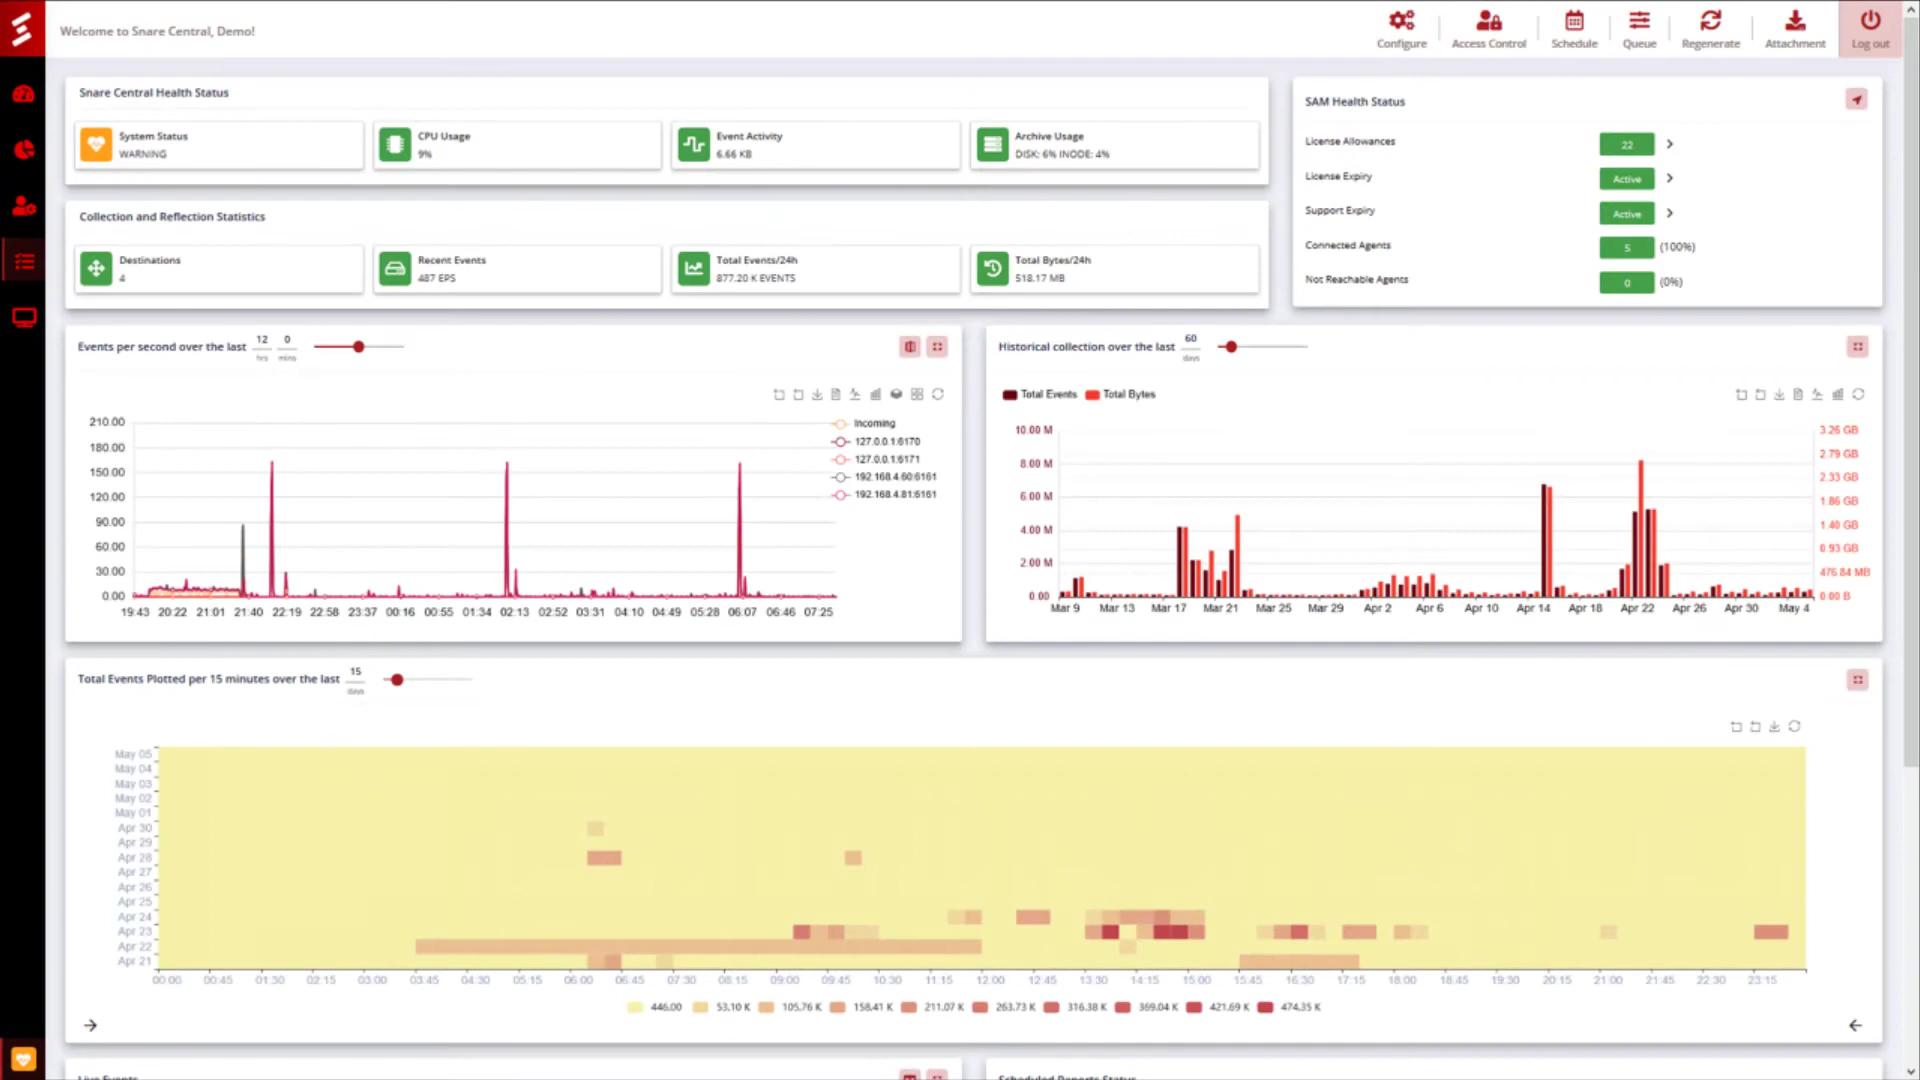 Welcome to Snare Central, Demo!
Configure
Access Control
Schedule
Queue
Regenerate
Attachment
Log out
Snare Central Health Status
System Status
WARNING
CPU Usage
9%
Event Activity
6.66 KB
Archive Usage
DISK: 6% INODE: 4%
SAM Health Status
License Allowances 22
License Expiry Active
Support Expiry Active
Connected Agents 5 (100%)
Not Reachable Agents 0 (0%)
Collection and Reflection Statistics
Destinations
4
Recent Events
487 EPS
Total Events/24h
877.20 K EVENTS
Total Bytes/24h
518.17 MB
Events per second over the last 12 0
hrs mins
210.00
180.00
150.00
120.00
90.00
60.00
30.00
0.00
19:43 20:22 21:01 21:40 22:19 22:58 23:37 00:16 00:55 01:34 02:13 02:52 03:31 04:10 04:49 05:28 06:07 06:46 07:25
Incoming
127.0.0.1:6170
127.0.0.1:6171
192.168.4.60:6161
192.168.4.81:6161
Historical collection over the last 60
days
Total Events Total Bytes
10.00 M
8.00 M
6.00 M
4.00 M
2.00 M
0.00
3.26 GB
2.79 GB
2.33 GB
1.86 GB
1.40 GB
0.93 GB
476.84 MB
0.00 B
Mar 9 Mar 13 Mar 17 Mar 21 Mar 25 Mar 29 Apr 2 Apr 6 Apr 10 Apr 14 Apr 18 Apr 22 Apr 26 Apr 30 May 4
Total Events Plotted per 15 minutes over the last 15
days
May 05
May 04
May 03
May 02
May 01
Apr 30
Apr 29
Apr 28
Apr 27
Apr 26
Apr 25
Apr 24
Apr 23
Apr 22
Apr 21
00:00 00:45 01:30 02:15 03:00 03:45 04:30 05:15 06:00 06:45 07:30 08:15 09:00 09:45 10:30 11:15 12:00 12:45 13:30 14:15 15:00 15:45 16:30 17:15 18:00 18:45 19:30 20:15 21:00 21:45 22:30 23:15
446.00 53.10 K 105.76 K 158.41 K 211.07 K 263.73 K 316.38 K 369.04 K 421.69 K 474.35 K
Live Events
Scheduled Reports Status